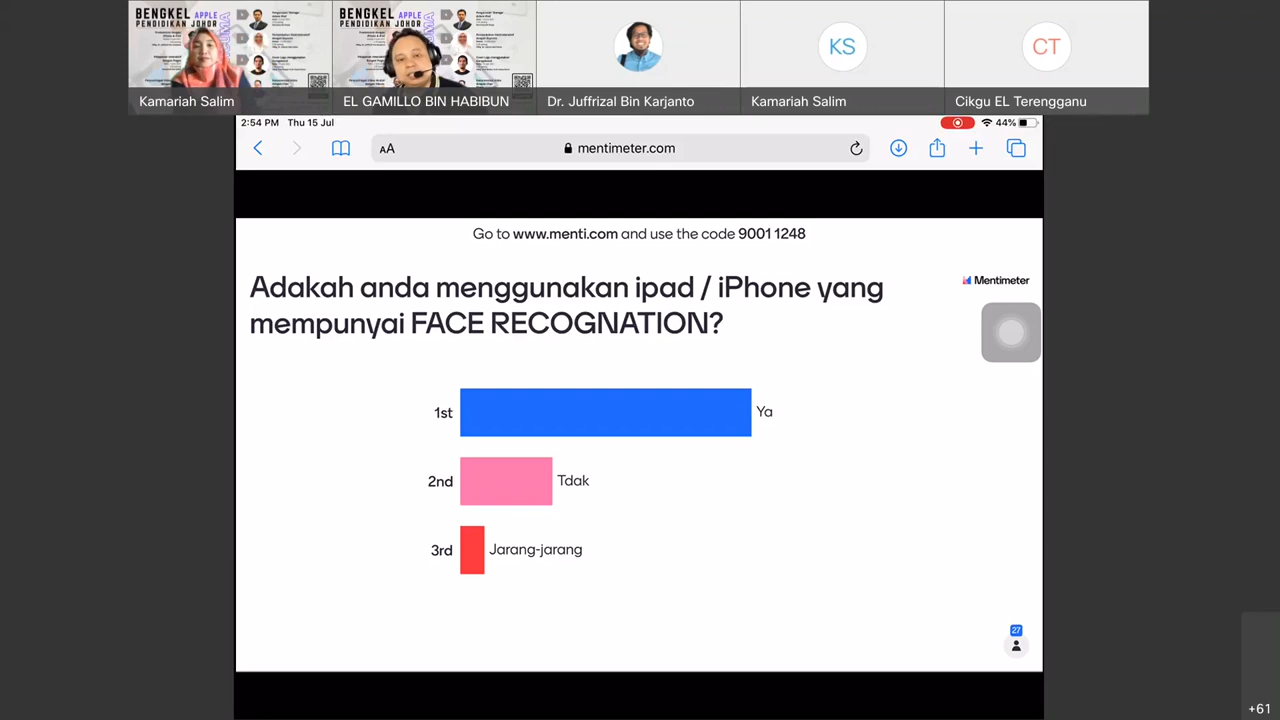 BENGKEL APPLE
PENDIDIKAN JOHOR
BENGKEL APPLE
PENDIDIKAN JOHOR
KS
CT
Kamariah Salim
EL GAMILLO BIN HABIBUN
Dr. Juffrizal Bin Karjanto
Kamariah Salim
Cikgu EL Terengganu
2:54 PM Thu 15 Jul
44%
AA
mentimeter.com
Go to www.menti.com and use the code 9001 1248
Adakah anda menggunakan ipad / iPhone yang
mempunyai FACE RECOGNATION?
Mentimeter
1st
Ya
2nd
Tdak
3rd
Jarang-jarang
27
+61